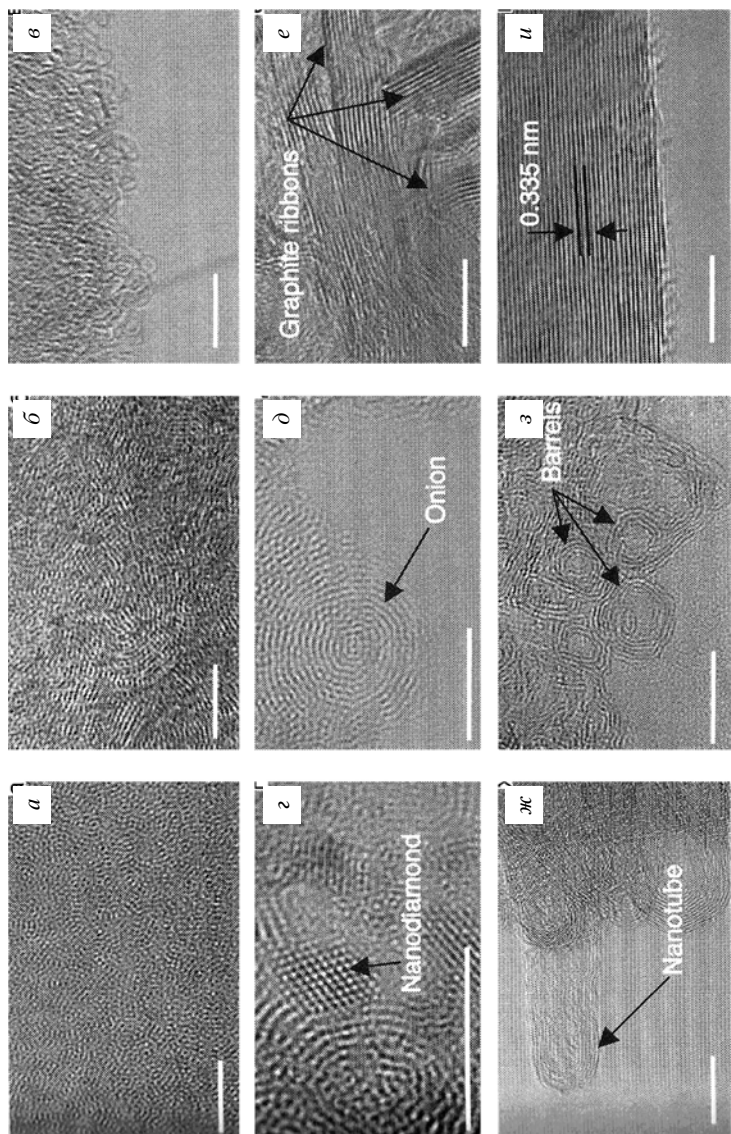 а
б
в
г
Nanodiamond
д
Onion
е
Graphite ribbons
ж
Nanotube
з
Barrels
и
0.335 nm